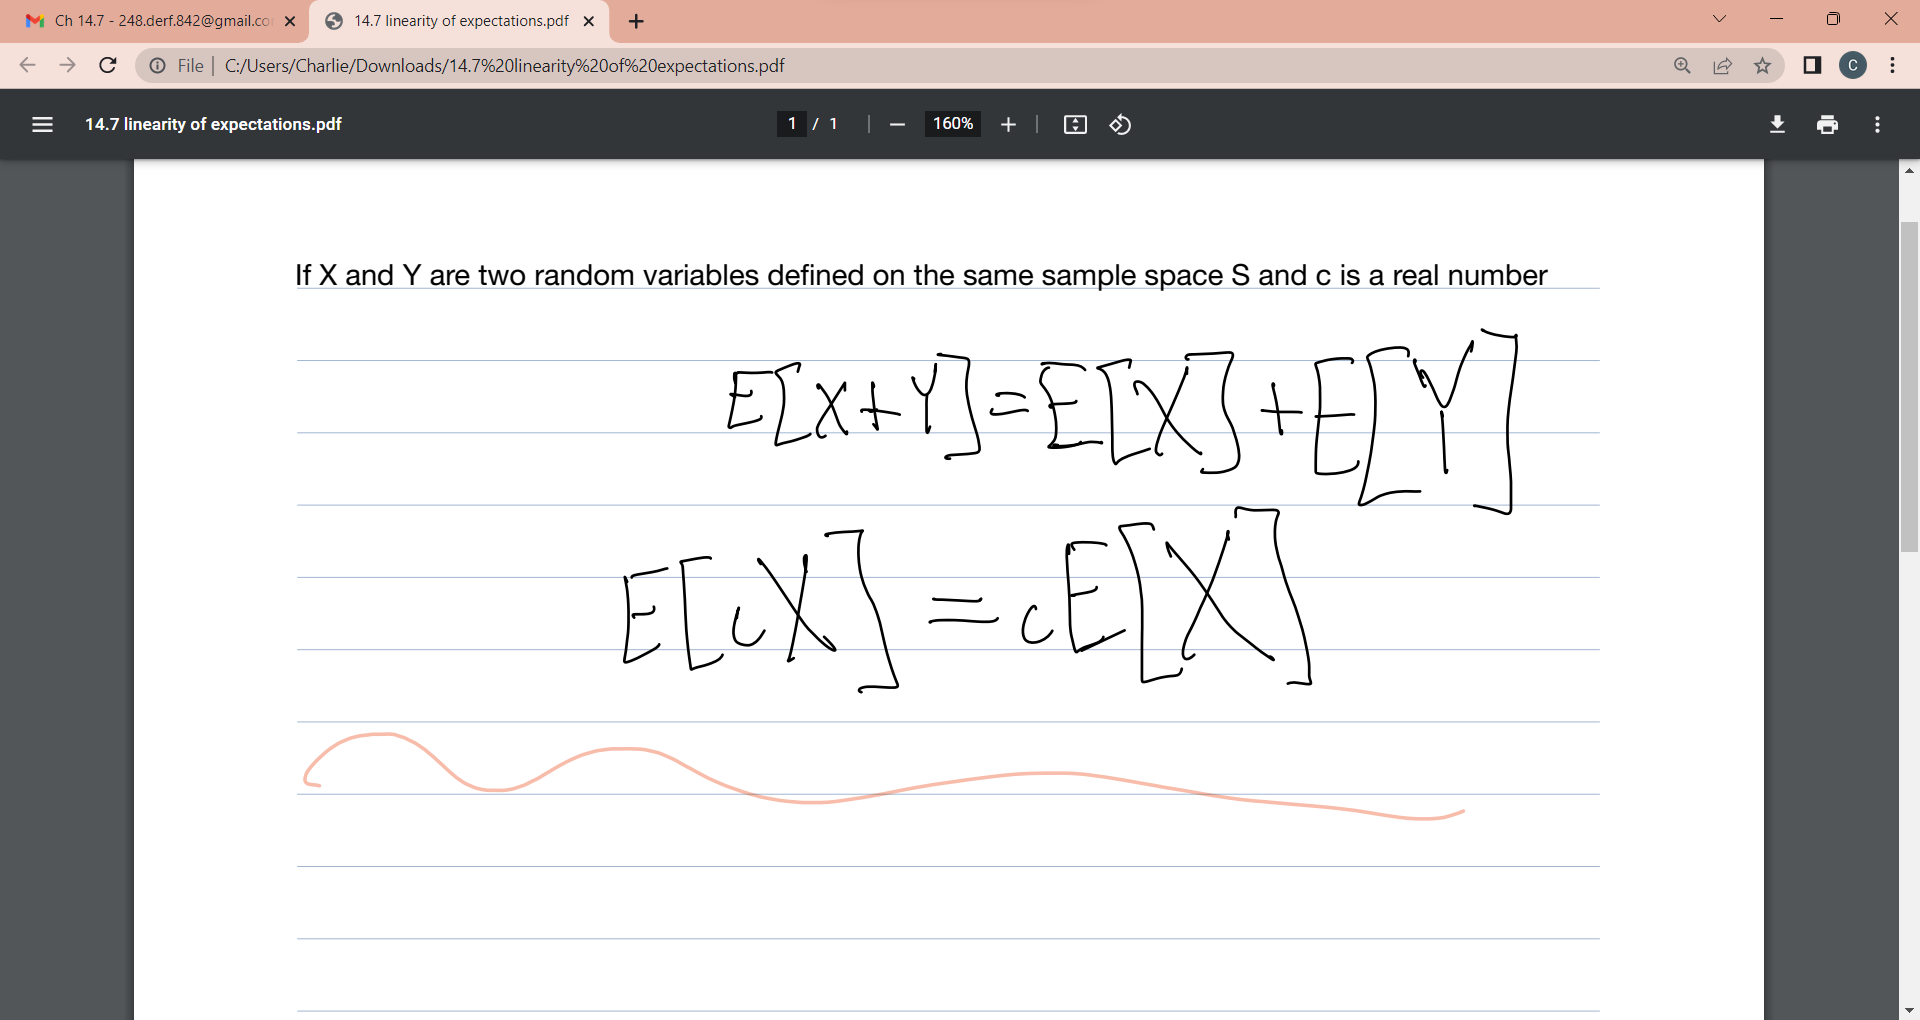 Ch 14.7 - 248.derf.842@gmail.co
14.7 linearity of expectations.pdf
File
C:/Users/Charlie/Downloads/14.7%20linearity%20of%20expectations.pdf
C
14.7 linearity of expectations.pdf
1 / 1
160%
If X and Y are two random variables defined on the same sample space S and c is a real number
E[X+Y]=E[X]+E[Y]
E[cX]=cE[X]